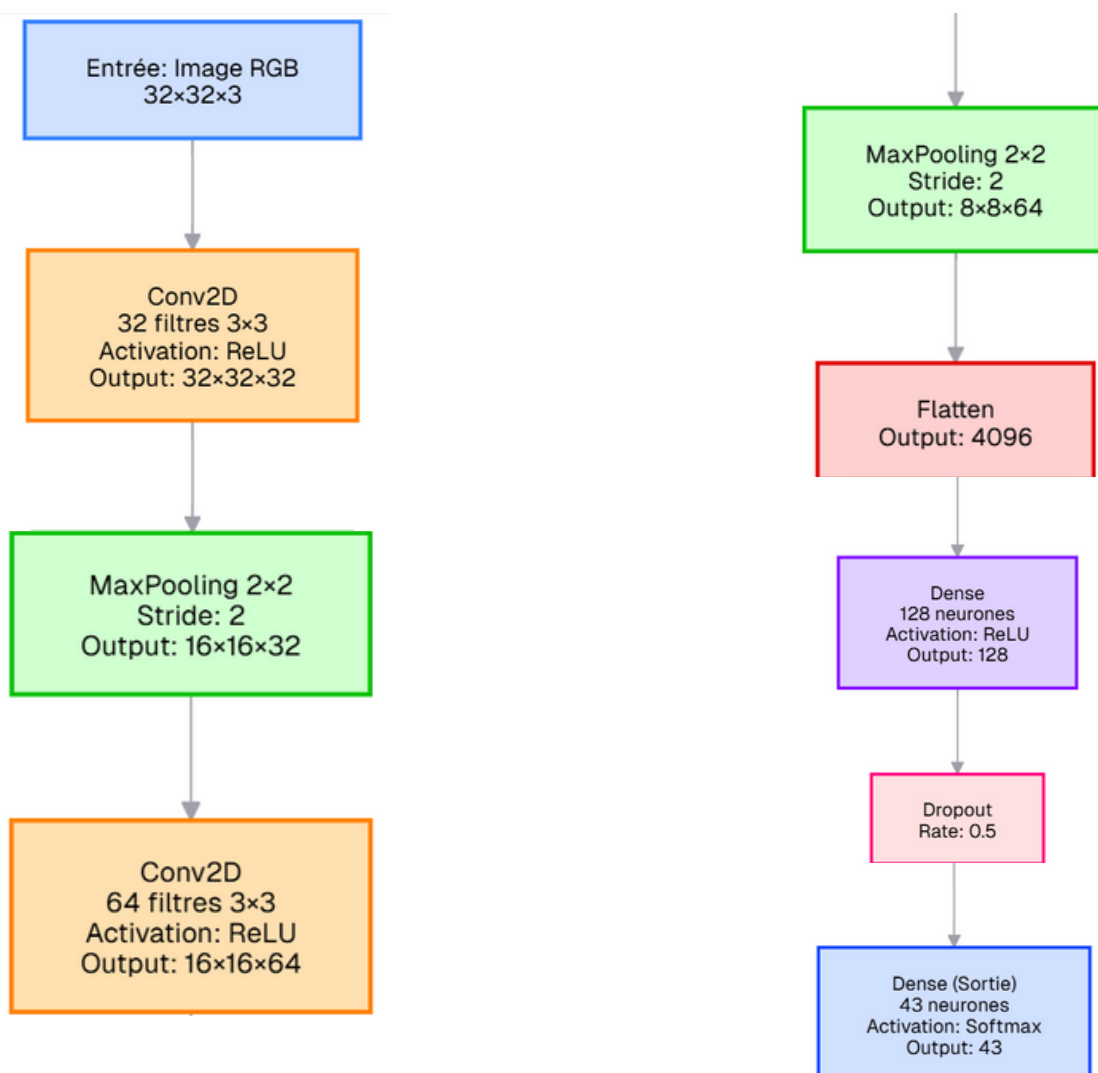 Entrée: Image RGB
32×32×3
Conv2D
32 filtres 3×3
Activation: ReLU
Output: 32×32×32
MaxPooling 2×2
Stride: 2
Output: 16×16×32
Conv2D
64 filtres 3×3
Activation: ReLU
Output: 16×16×64
MaxPooling 2×2
Stride: 2
Output: 8×8×64
Flatten
Output: 4096
Dense
128 neurones
Activation: ReLU
Output: 128
Dropout
Rate: 0.5
Dense (Sortie)
43 neurones
Activation: Softmax
Output: 43